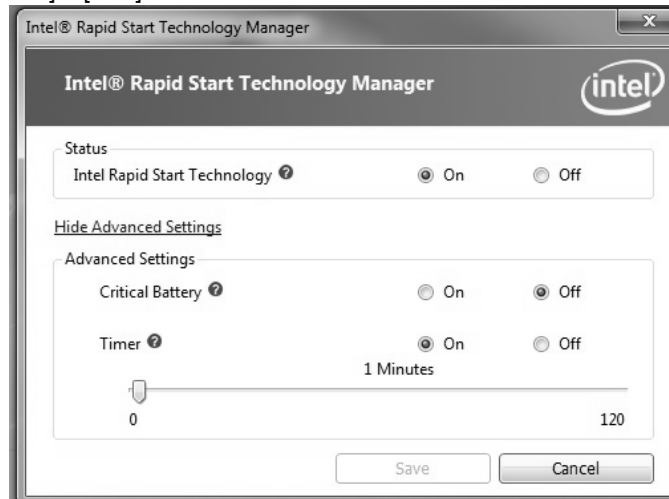 Intel® Rapid Start Technology Manager
x
Intel® Rapid Start Technology Manager
intel
Status
Intel Rapid Start Technology ? On Off
Hide Advanced Settings
Advanced Settings
Critical Battery ? On Off
Timer ? On Off
1 Minutes
0 120
Save Cancel